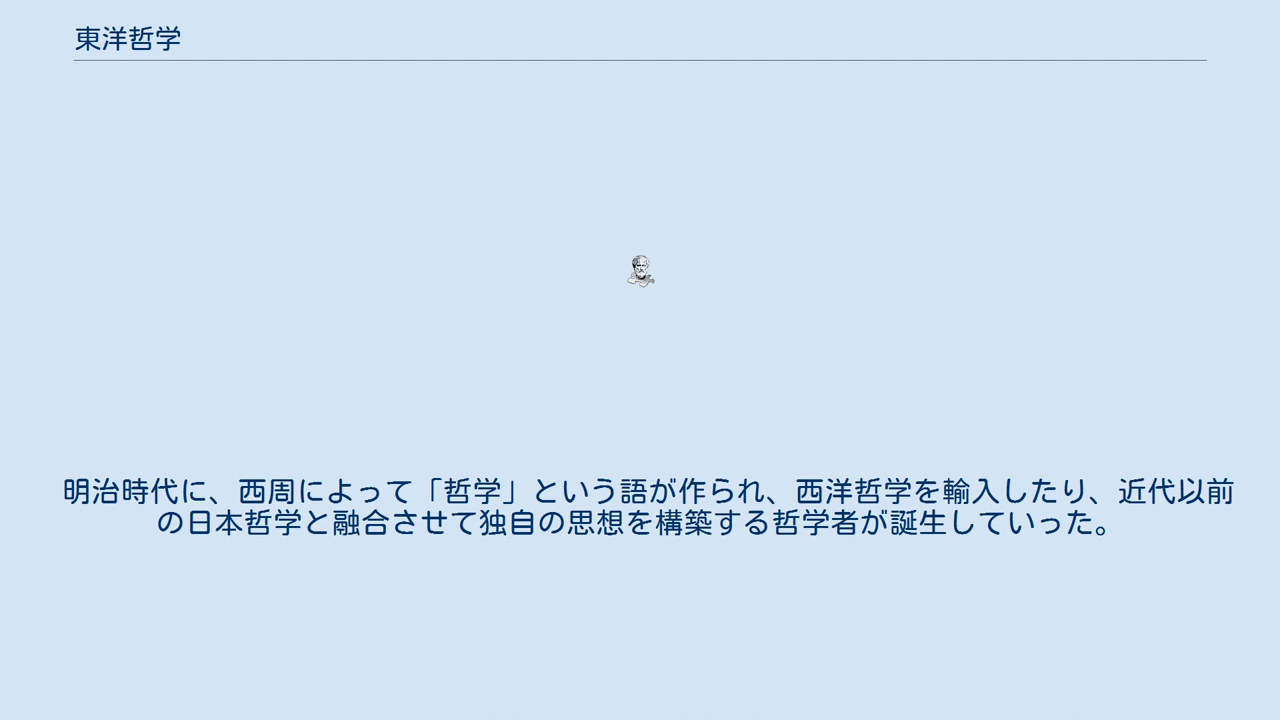 東洋哲学
明治時代に、西周によって「哲学」という語が作られ、西洋哲学を輸入したり、近代以前
の日本哲学と融合させて独自の思想を構築する哲学者が誕生していった。